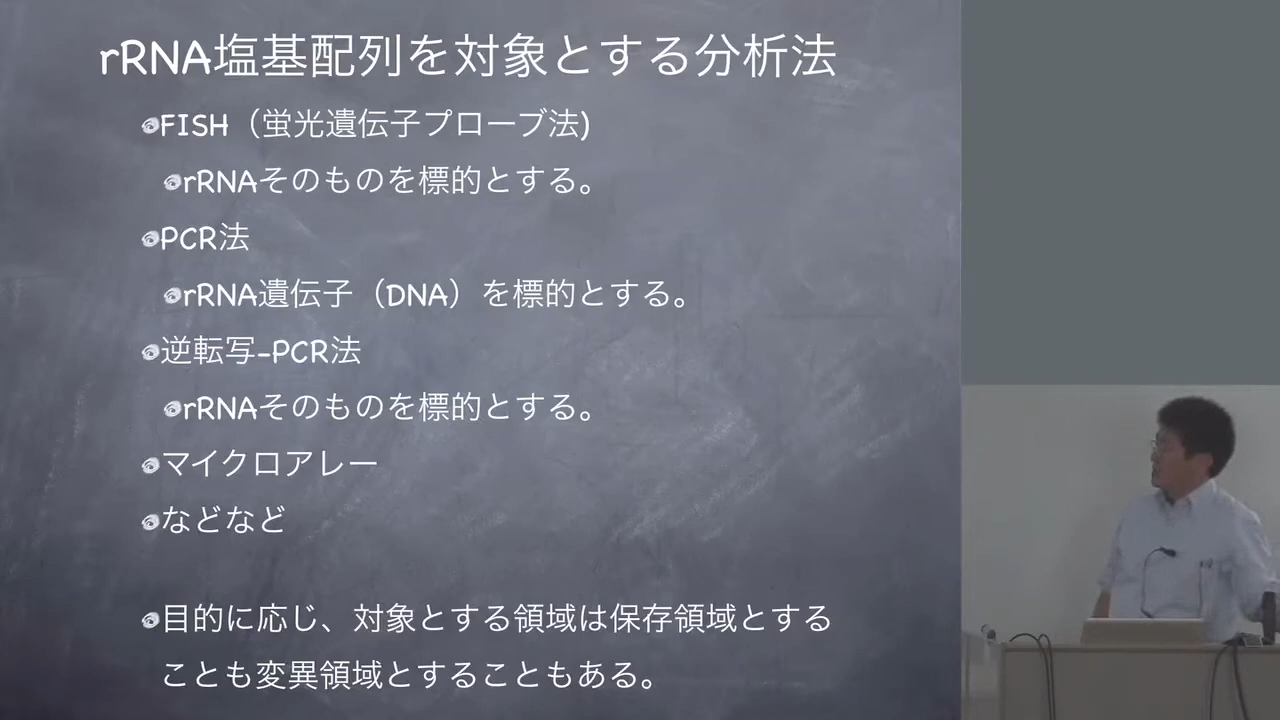 rRNA塩基配列を対象とする分析法
FISH（蛍光遺伝子プローブ法)
rRNAそのものを標的とする。
PCR法
rRNA遺伝子（DNA）を標的とする。
逆転写-PCR法
rRNAそのものを標的とする。
マイクロアレー
などなど
目的に応じ、対象とする領域は保存領域とする
ことも変異領域とすることもある。